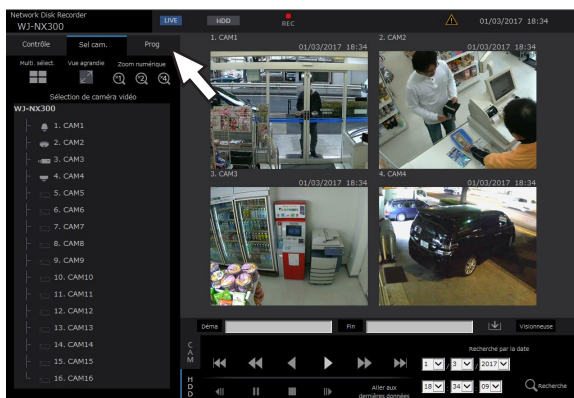 Network Disk Recorder
WJ-NX300
LIVE
HDD
REC
01/03/2017 18:34
Contrôle
Sel cam.
Prog
Multi. sélect.
Vue agrandie
Zoom numérique
x1
x2
x4
Sélection de caméra vidéo
WJ-NX300
1. CAM1
2. CAM2
3. CAM3
4. CAM4
5. CAM5
6. CAM6
7. CAM7
8. CAM8
9. CAM9
10. CAM10
11. CAM11
12. CAM12
13. CAM13
14. CAM14
15. CAM15
16. CAM16
1. CAM1
01/03/2017 18:34
2. CAM2
01/03/2017 18:34
3. CAM3
01/03/2017 18:34
4. CAM4
01/03/2017 18:34
Déma
Fin
Visionneuse
CAM
HDD
Aller aux
dernières données
Recherche par la date
1 3 2017
18 34 09
Recherche